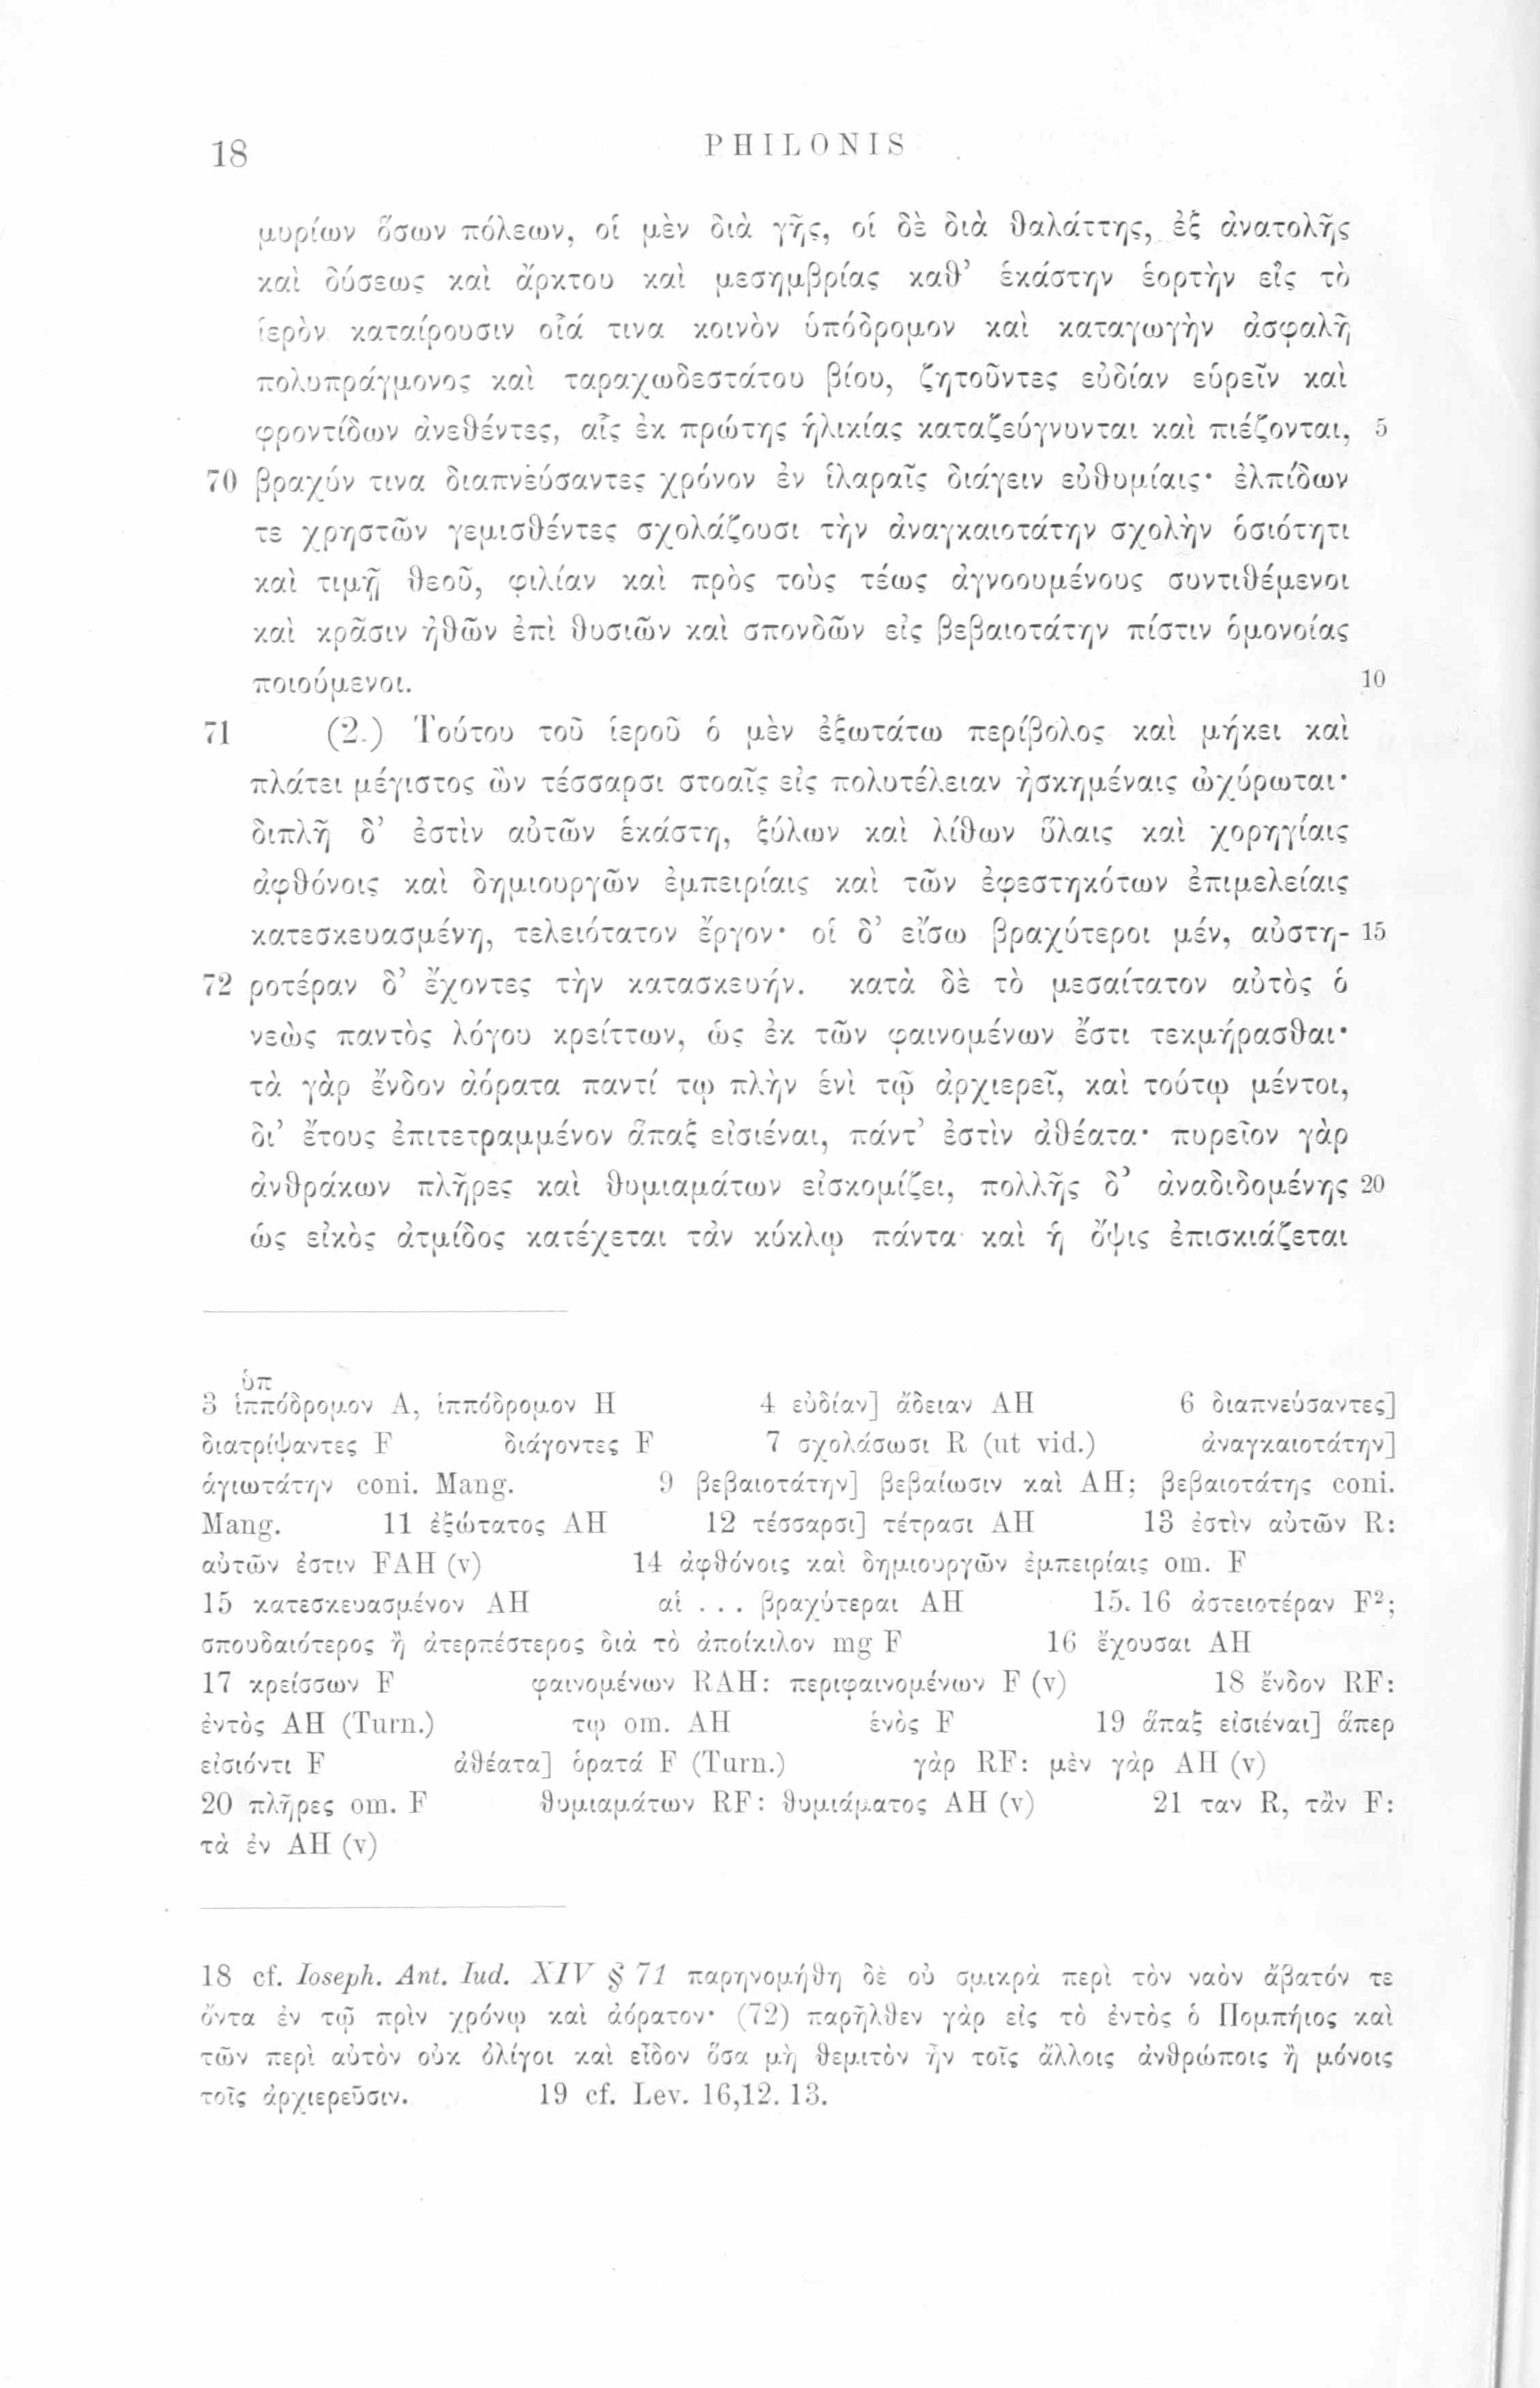 18 PHILONIS
μυρίων ὅσων πόλεων, οἱ μὲν διὰ γῆς, οἱ δὲ διὰ θαλάττης, ἐξ ἀνατολῆς
καὶ δύσεως καὶ ἄρκτου καὶ μεσημβρίας καθ’ ἑκάστην ἑορτὴν εἰς τὸ
ἱερὸν καταίρουσιν οἷά τινα κοινὸν ὑπόδρομον καὶ καταγωγὴν ἀσφαλῆ
πολυπράγμονος καὶ ταραχωδεστάτου βίου, ζητοῦντες εὐδίαν εὑρεῖν καὶ
φροντίδων ἀνεθέντες, αἷς ἐκ πρώτης ἡλικίας καταζεύγνυνται καὶ πιέζονται, 5
70 βραχύν τινα διαπνεύσαντες χρόνον ἐν ἱλαραῖς διάγειν εὐθυμίαις· ἐλπίδων
τε χρηστῶν γεμισθέντες σχολάζουσι τὴν ἀναγκαιοτάτην σχολὴν ὁσιότητι
καὶ τιμῇ θεοῦ, φιλίαν καὶ πρὸς τοὺς τέως ἀγνοουμένους συντιθέμενοι
καὶ κρᾶσιν ἠθῶν ἐπὶ θυσιῶν καὶ σπονδῶν εἰς βεβαιοτάτην πίστιν ὁμονοίας
ποιούμενοι. 10
71 (2.) Τούτου τοῦ ἱεροῦ ὁ μὲν ἐξωτάτω περίβολος καὶ μήκει καὶ
πλάτει μέγιστος ὢν τέσσαρσι στοαῖς εἰς πολυτέλειαν ἠσκημέναις ὠχύρωται·
διπλῆ δ’ ἐστὶν αὐτῶν ἑκάστη, ξύλων καὶ λίθων ὕλαις καὶ χορηγίαις
ἀφθόνοις καὶ δημιουργῶν ἐμπειρίαις καὶ τῶν ἐφεστηκότων ἐπιμελείαις
κατεσκευασμένη, τελειότατον ἔργον· οἱ δ’ εἴσω βραχύτεροι μέν, αὐστη- 15
72 ροτέραν δ’ ἔχοντες τὴν κατασκευήν. κατὰ δὲ τὸ μεσαίτατον αὐτὸς ὁ
νεὼς παντὸς λόγου κρείττων, ὡς ἐκ τῶν φαινομένων ἔστι τεκμήρασθαι·
τὰ γὰρ ἔνδον ἀόρατα παντί τῳ πλὴν ἑνὶ τῷ ἀρχιερεῖ, καὶ τούτῳ μέντοι,
δι’ ἔτους ἐπιτετραμμένον ἅπαξ εἰσιέναι, πάντ’ ἐστὶν ἀθέατα· πυρεῖον γὰρ
ἀνθράκων πλῆρες καὶ θυμιαμάτων εἰσκομίζει, πολλῆς δ’ ἀναδιδομένης 20
ὡς εἰκὸς ἀτμίδος κατέχεται τἀν κύκλῳ πάντα καὶ ἡ ὄψις ἐπισκιάζεται
ὑπ
3 ἱππόδρομον A, ἱππόδρομον H 4 εὐδίαν] ἄδειαν AH 6 διαπνεύσαντες]
διατρίψαντες F διάγοντες F 7 σχολάσωσι R (ut vid.) ἀναγκαιοτάτην]
ἁγιωτάτην coni. Mang. 9 βεβαιοτάτην] βεβαίωσιν καὶ AH; βεβαιοτάτης coni.
Mang. 11 ἐξώτατος AH 12 τέσσαρσι] τέτρασι AH 13 ἐστὶν αὐτῶν R:
αὐτῶν ἐστιν FAH (v) 14 ἀφθόνοις καὶ δημιουργῶν ἐμπειρίαις om. F
15 κατεσκευασμένον AH αἱ . . . βραχύτεραι AH 15. 16 ἀστειοτέραν F²;
σπουδαιότερος ἢ ἀτερπέστερος διὰ τὸ ἀποίκιλον mg F 16 ἔχουσαι AH
17 κρείσσων F φαινομένων RAH: περιφαινομένων F (v) 18 ἔνδον RF:
ἐντὸς AH (Turn.) τῳ om. AH ἑνὸς F 19 ἅπαξ εἰσιέναι] ἅπερ
εἰσιόντι F ἀθέατα] ὁρατά F (Turn.) γὰρ RF: μὲν γὰρ AH (v)
20 πλῆρες om. F θυμιαμάτων RF: θυμιάματος AH (v) 21 ταν R, τἂν F:
τὰ ἐν AH (v)
18 cf. Ioseph. Ant. Iud. XIV § 71 παρηνομήθη δὲ οὐ σμικρὰ περὶ τὸν ναὸν ἄβατόν τε
ὄντα ἐν τῷ πρὶν χρόνῳ καὶ ἀόρατον· (72) παρῆλθεν γὰρ εἰς τὸ ἐντὸς ὁ Πομπήιος καὶ
τῶν περὶ αὐτὸν οὐκ ὀλίγοι καὶ εἶδον ὅσα μὴ θεμιτὸν ἦν τοῖς ἄλλοις ἀνθρώποις ἢ μόνοις
τοῖς ἀρχιερεῦσιν. 19 cf. Lev. 16,12. 13.